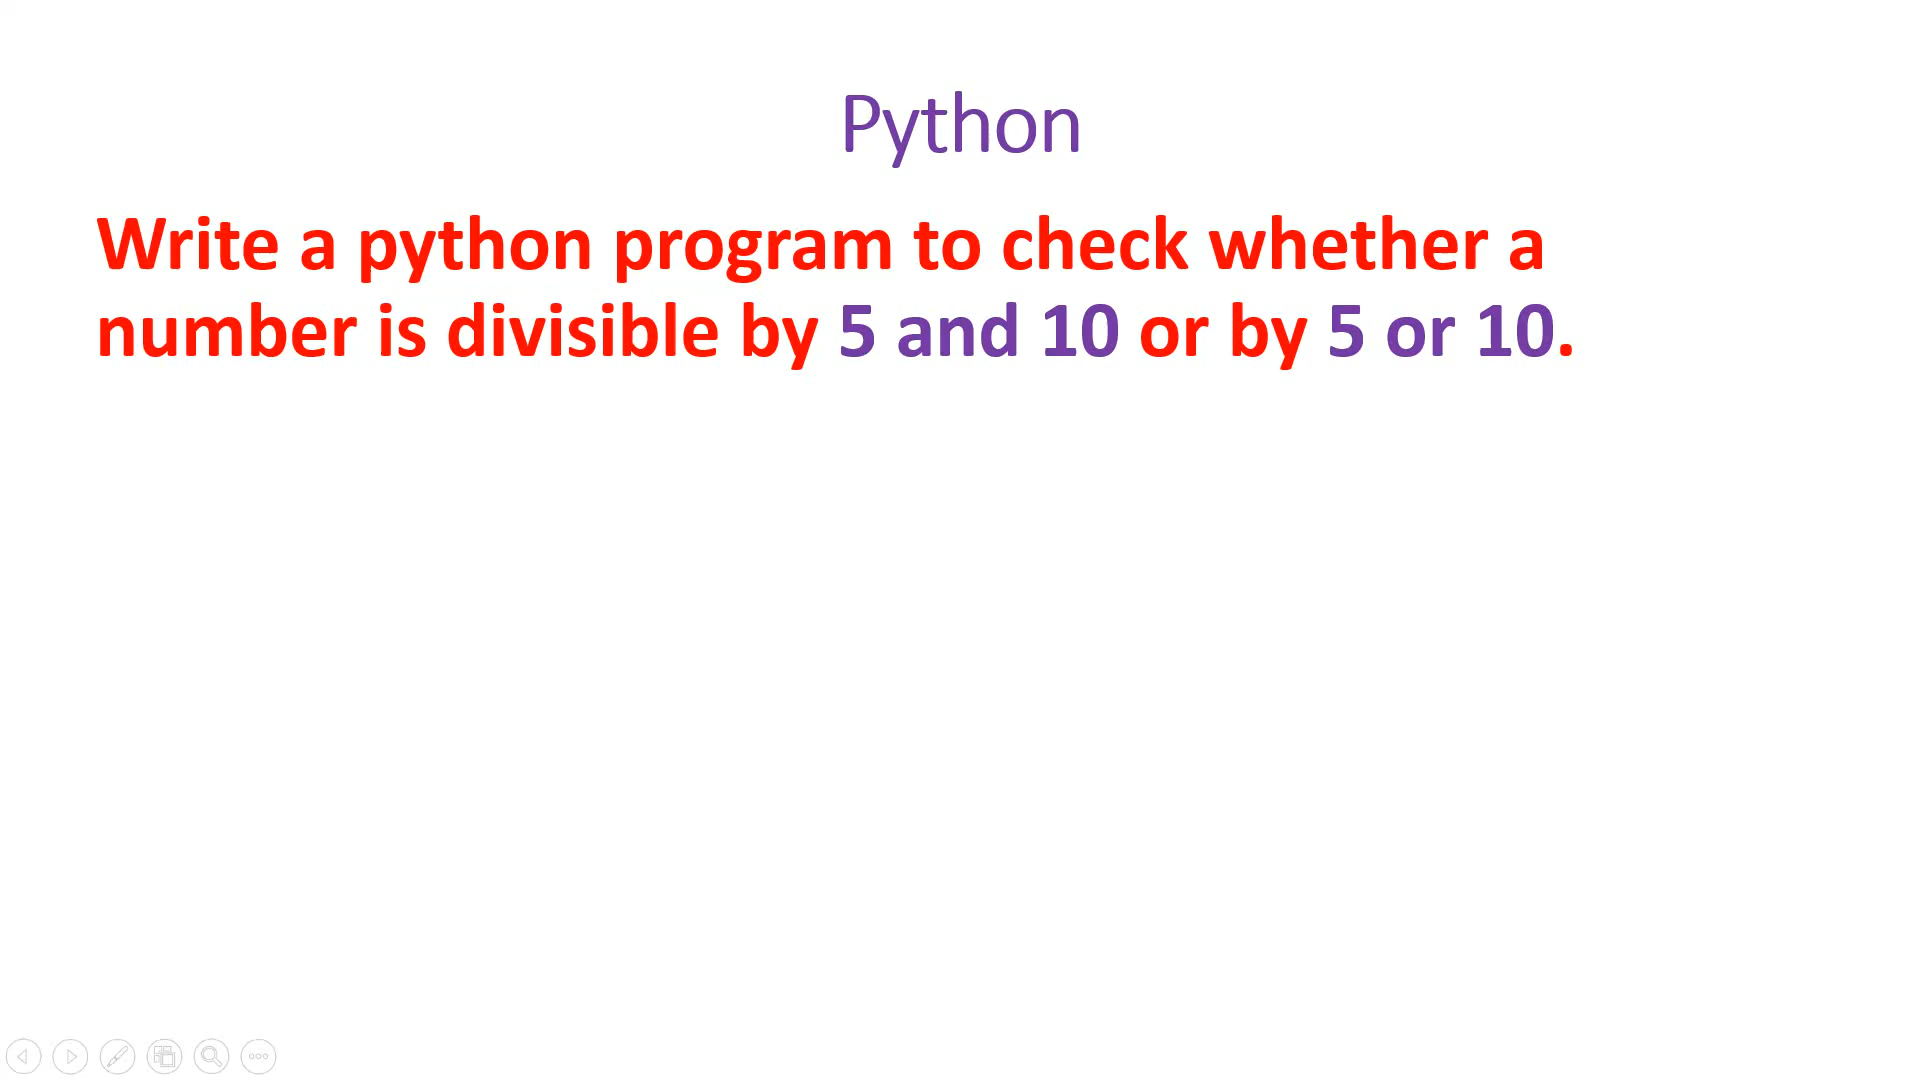 Python
Write a python program to check whether a
number is divisible by 5 and 10 or by 5 or 10.